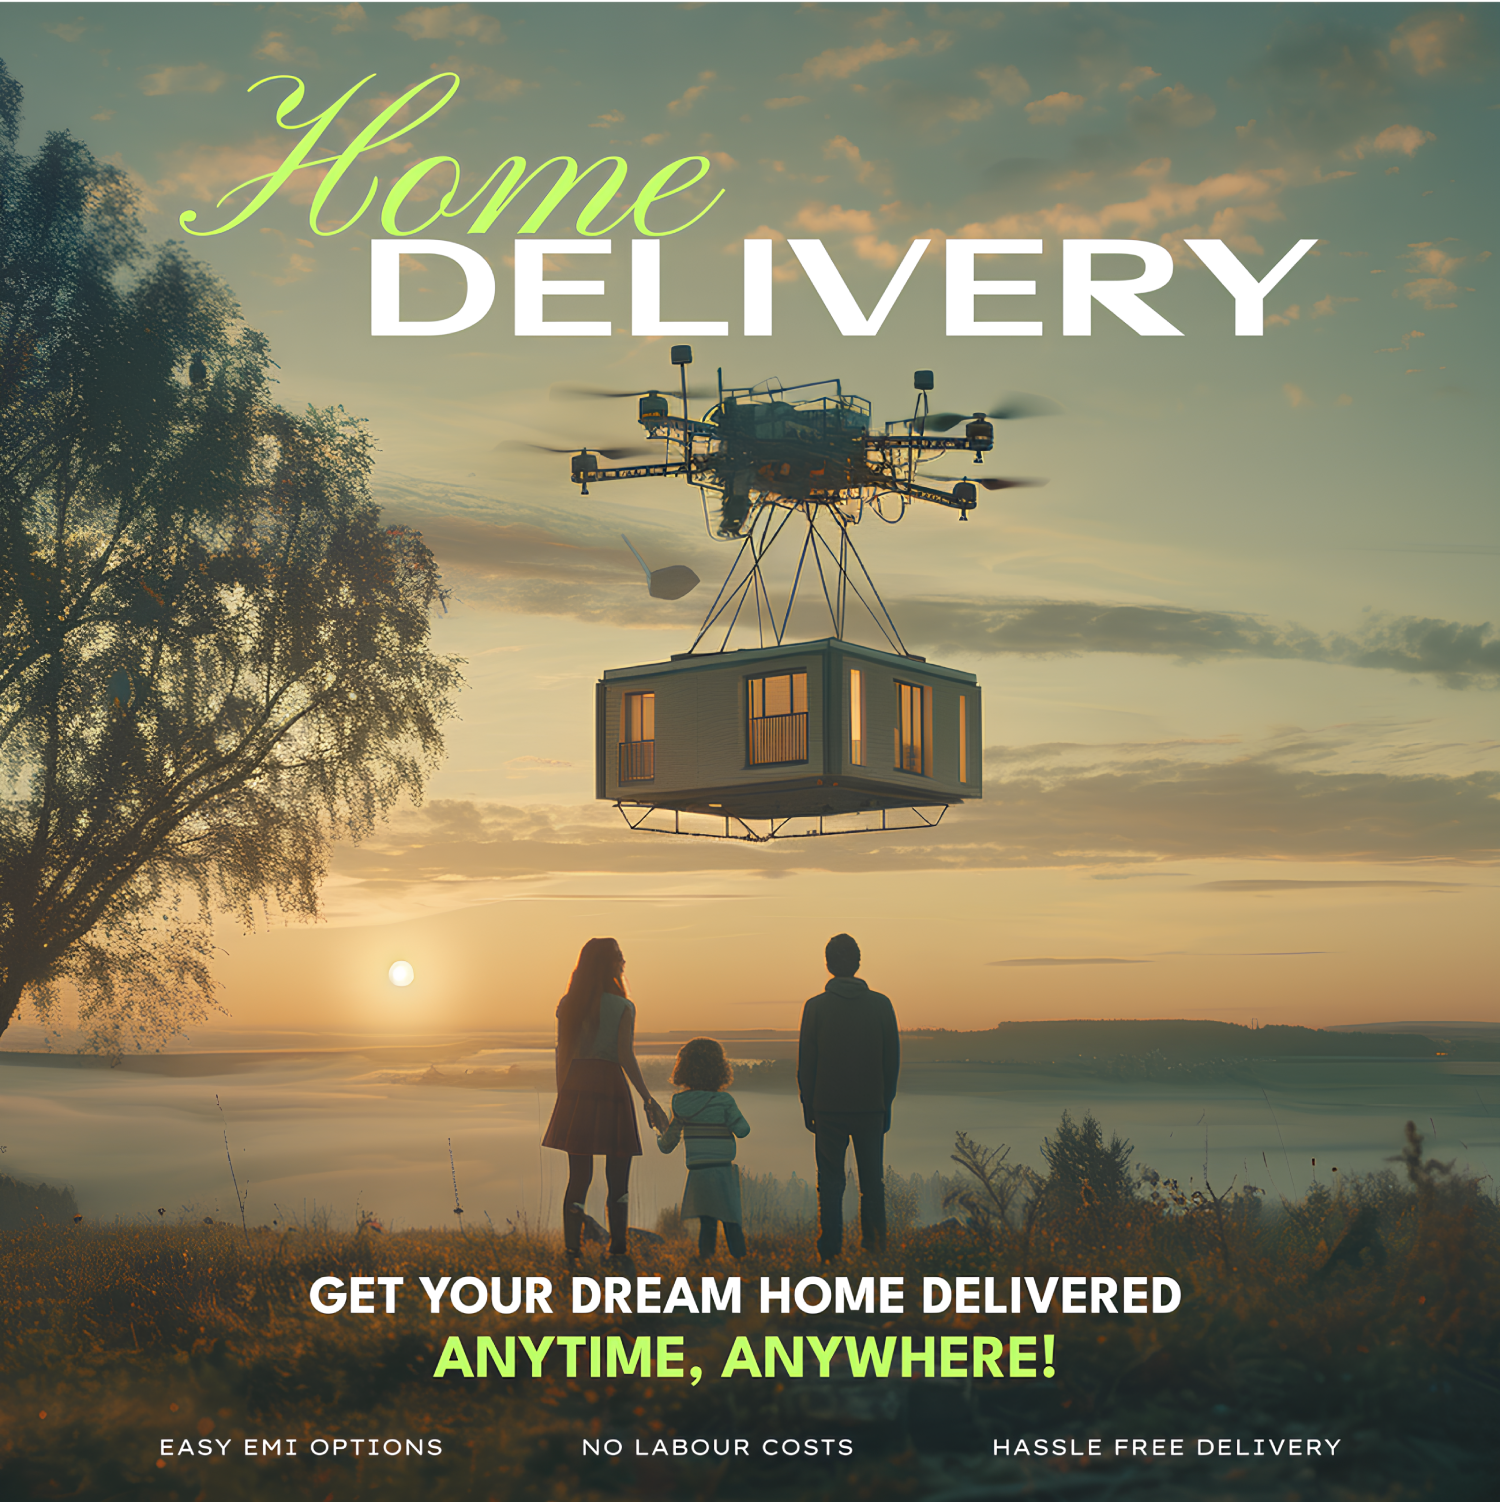 Home
DELIVERY
GET YOUR DREAM HOME DELIVERED
ANYTIME, ANYWHERE!
EASY EMI OPTIONS
NO LABOUR COSTS
HASSLE FREE DELIVERY